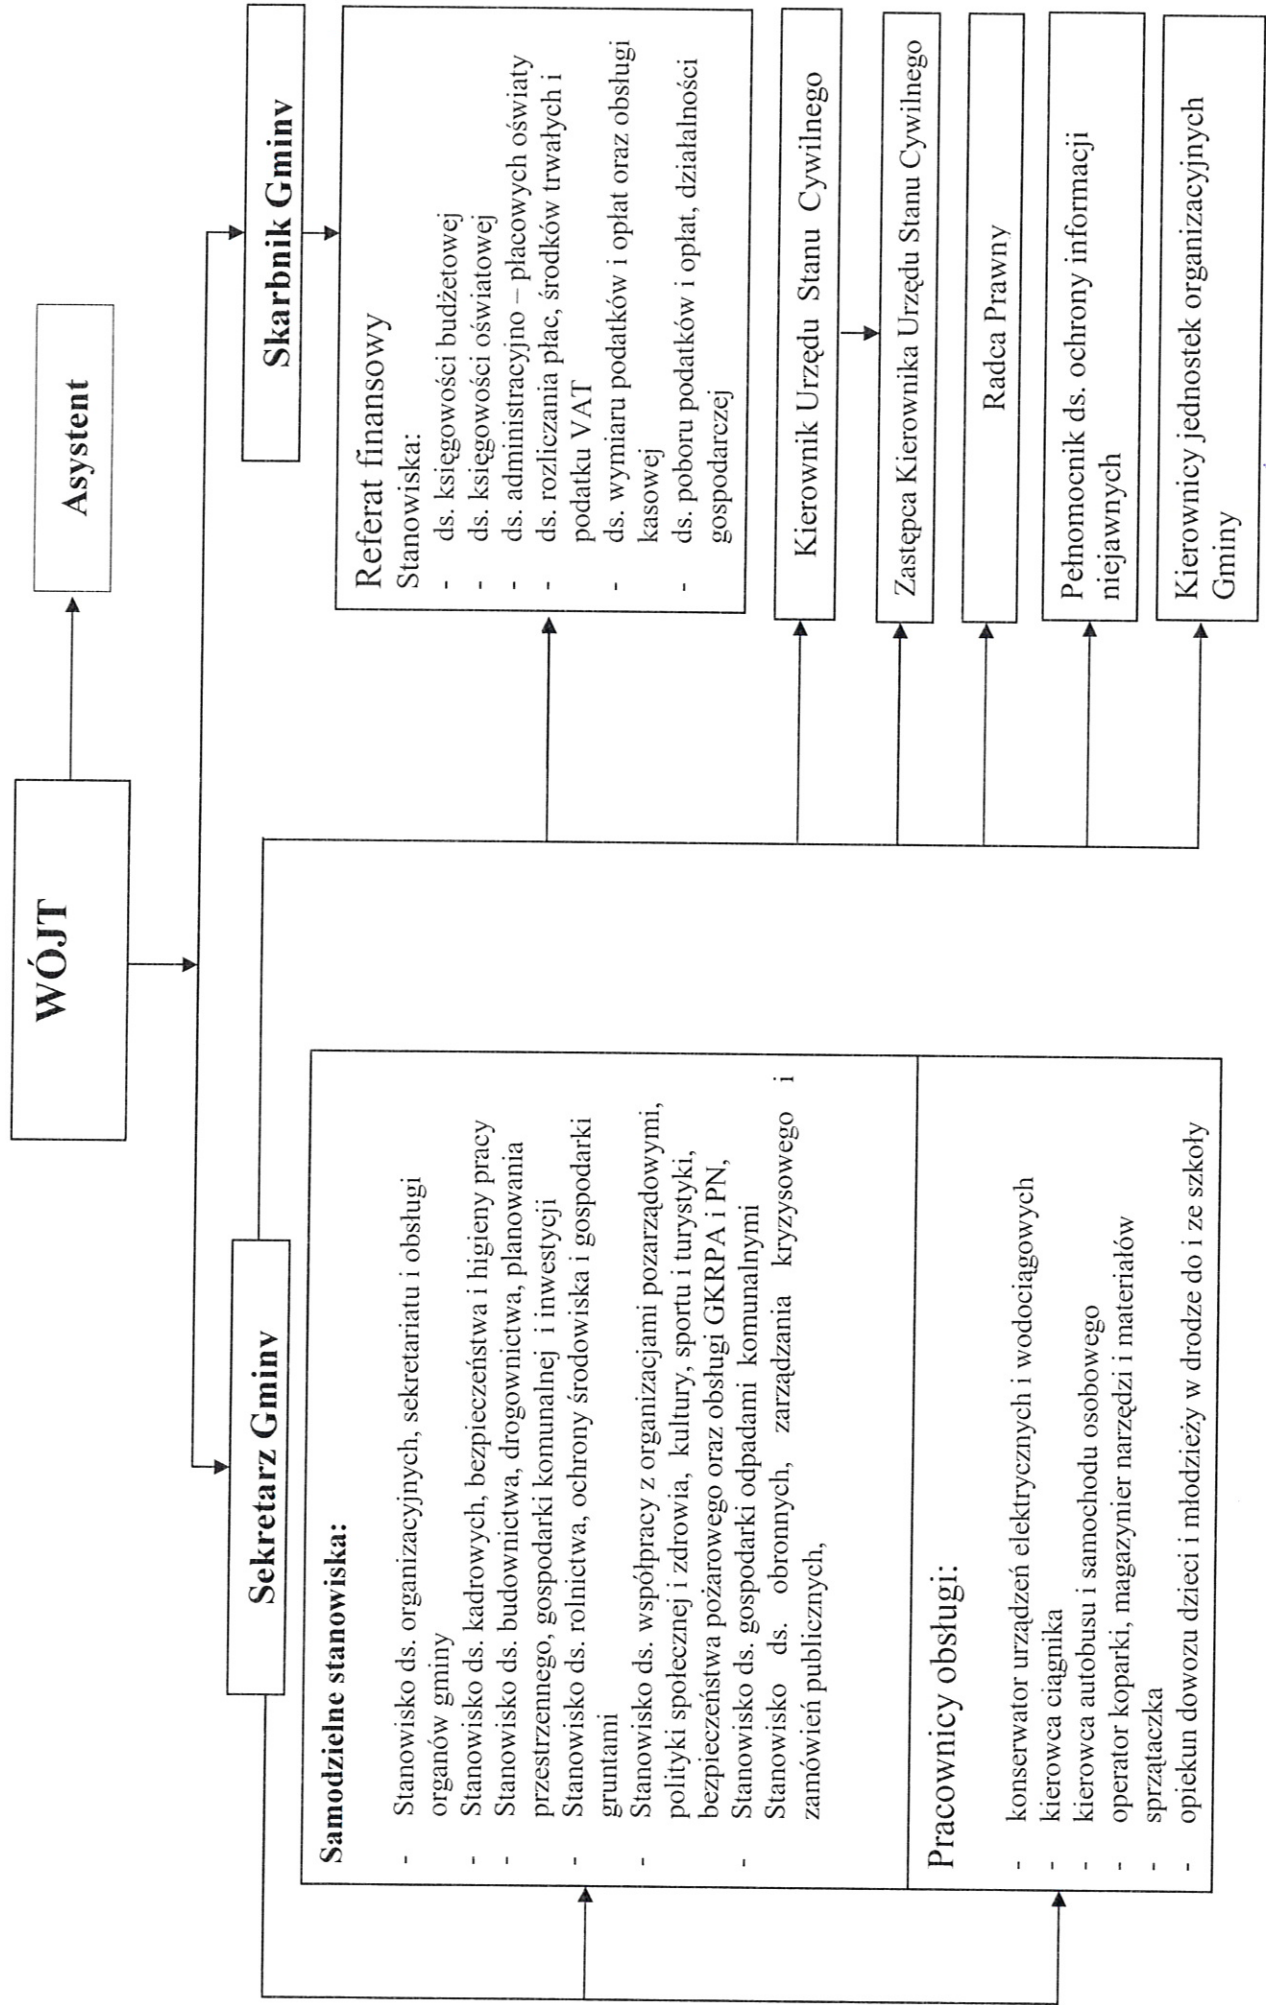 WÓJT
Asystent
Sekretarz Gminy
Skarbnik Gminy
Samodzielne stanowiska:
- Stanowisko ds. organizacyjnych, sekretariatu i obsługi
organów gminy
- Stanowisko ds. kadrowych, bezpieczeństwa i higieny pracy
- Stanowisko ds. budownictwa, drogownictwa, planowania
przestrzennego, gospodarki komunalnej i inwestycji
- Stanowisko ds. rolnictwa, ochrony środowiska i gospodarki
gruntami
- Stanowisko ds. współpracy z organizacjami pozarządowymi,
polityki społecznej i zdrowia, kultury, sportu i turystyki,
bezpieczeństwa pożarowego oraz obsługi GKRPA i PN,
- Stanowisko ds. gospodarki odpadami komunalnymi
Stanowisko ds. obronnych, zarządzania kryzysowego i
zamówień publicznych,
Pracownicy obsługi:
- konserwator urządzeń elektrycznych i wodociągowych
- kierowca ciągnika
- kierowca autobusu i samochodu osobowego
- operator koparki, magazynier narzędzi i materiałów
- sprzątaczka
- opiekun dowozu dzieci i młodzieży w drodze do i ze szkoły
Referat finansowy
Stanowiska:
- ds. księgowości budżetowej
- ds. księgowości oświatowej
- ds. administracyjno – płacowych oświaty
- ds. rozliczania płac, środków trwałych i
podatku VAT
- ds. wymiaru podatków i opłat oraz obsługi
kasowej
- ds. poboru podatków i opłat, działalności
gospodarczej
Kierownik Urzędu Stanu Cywilnego
Zastępca Kierownika Urzędu Stanu Cywilnego
Radca Prawny
Pełnomocnik ds. ochrony informacji
niejawnych
Kierownicy jednostek organizacyjnych
Gminy